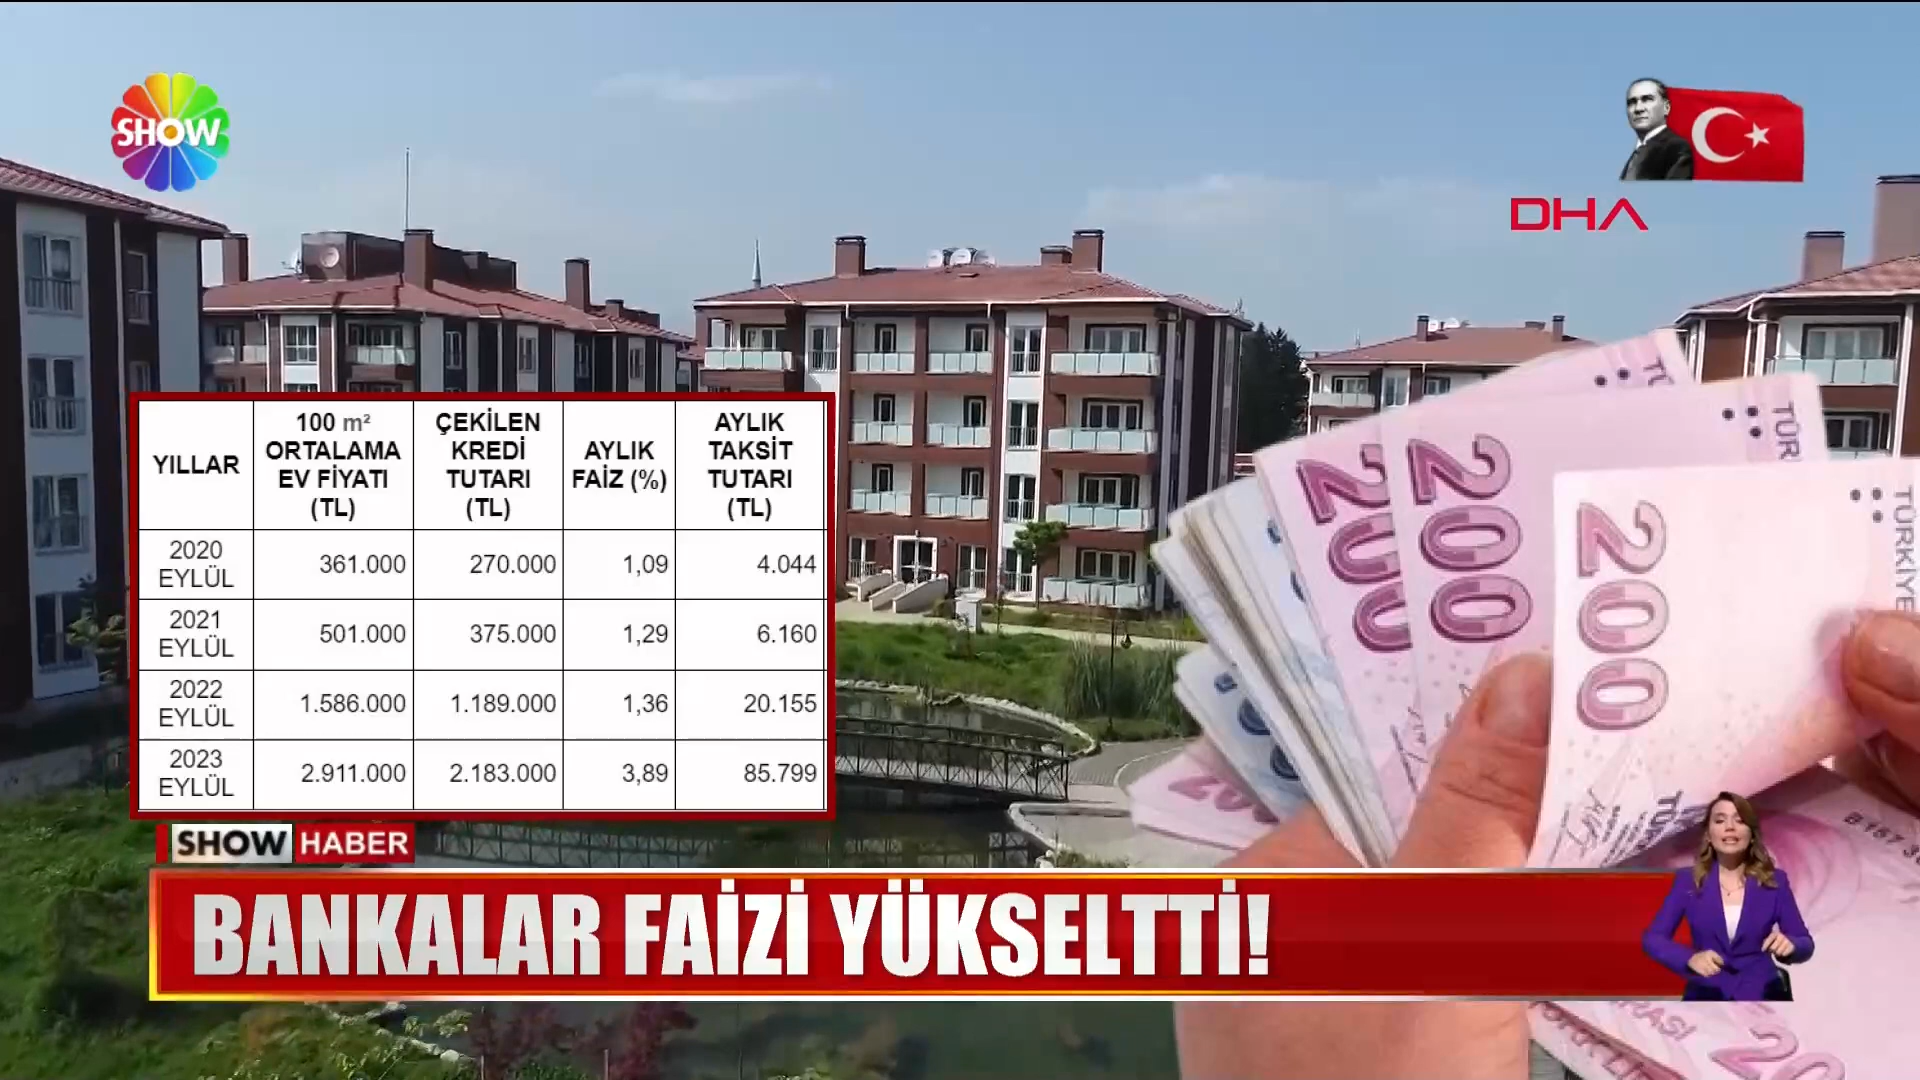 SHOW
DHA
YILLAR
100 m²
ORTALAMA
EV FİYATI
(TL)
ÇEKİLEN
KREDİ
TUTARI
(TL)
AYLIK
FAİZ (%)
AYLIK
TAKSİT
TUTARI
(TL)
2020
EYLÜL
361.000
270.000
1,09
4.044
2021
EYLÜL
501.000
375.000
1,29
6.160
2022
EYLÜL
1.586.000
1.189.000
1,36
20.155
2023
EYLÜL
2.911.000
2.183.000
3,89
85.799
200
200
200
TÜRKİYE
SHOW HABER
BANKALAR FAİZİ YÜKSELTTİ!